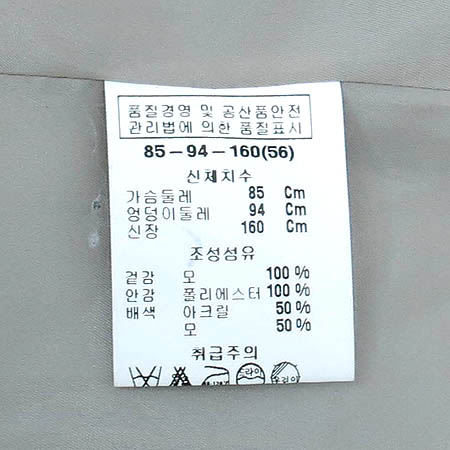 품질경영 및 공산품안전
관리법에 의한 품질표시
85-94-160(56)
신체치수
가슴둘레 85 Cm
엉덩이둘레 94 Cm
신장 160 Cm
조성섬유
겉감 모 100 %
안감 폴리에스터 100 %
배색 아크릴 50 %
모 50 %
취급주의
드라이